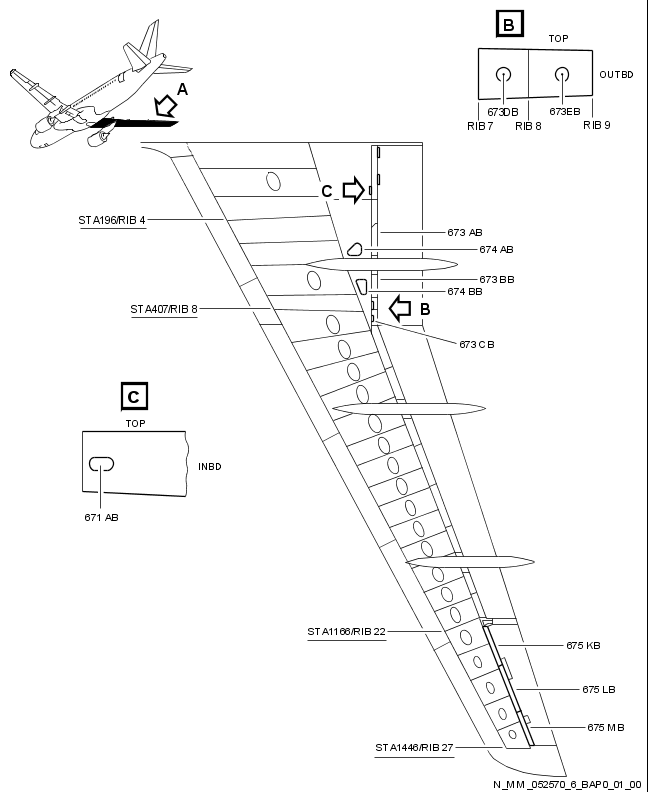 B
TOP
OUTBD
673DB
673EB
RIB 7
RIB 8
RIB 9
A
C
STA196/RIB 4
673 AB
674 AB
673 BB
674 BB
STA407/RIB 8
B
673 CB
C
TOP
INBD
671 AB
STA1166/RIB 22
675 KB
675 LB
675 MB
STA1446/RIB 27
N_MM_052570_6_BAP0_01_00